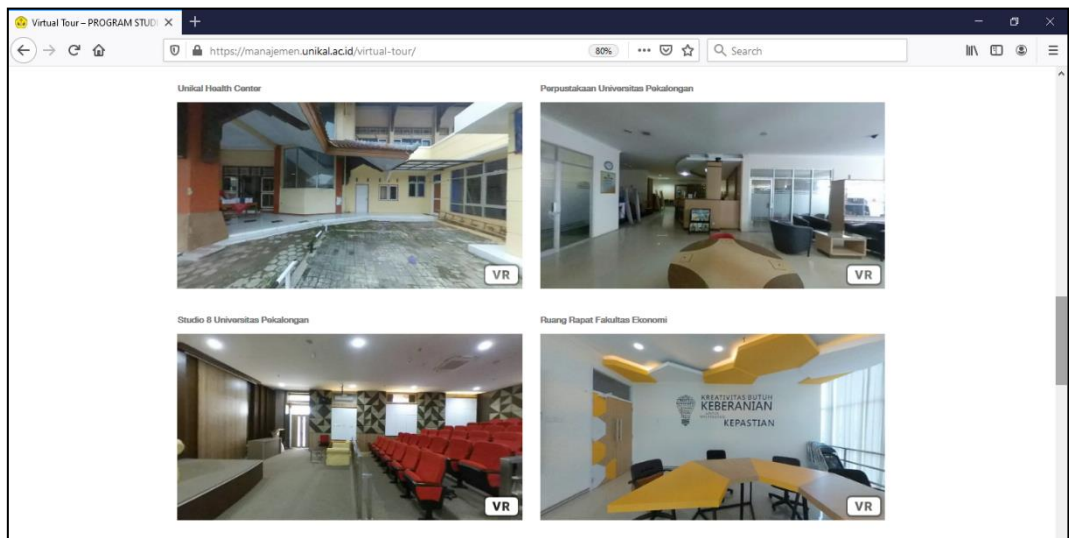 Virtual Tour – PROGRAM STUDI
https://manajemen.unikal.ac.id/virtual-tour/
80%
Search
Unikal Health Center
Perpustakaan Universitas Pekalongan
VR
VR
Studio 8 Universitas Pekalongan
Ruang Rapat Fakultas Ekonomi
KREATIVITAS BUTUH
KEBERANIAN
KEPASTIAN
VR
VR